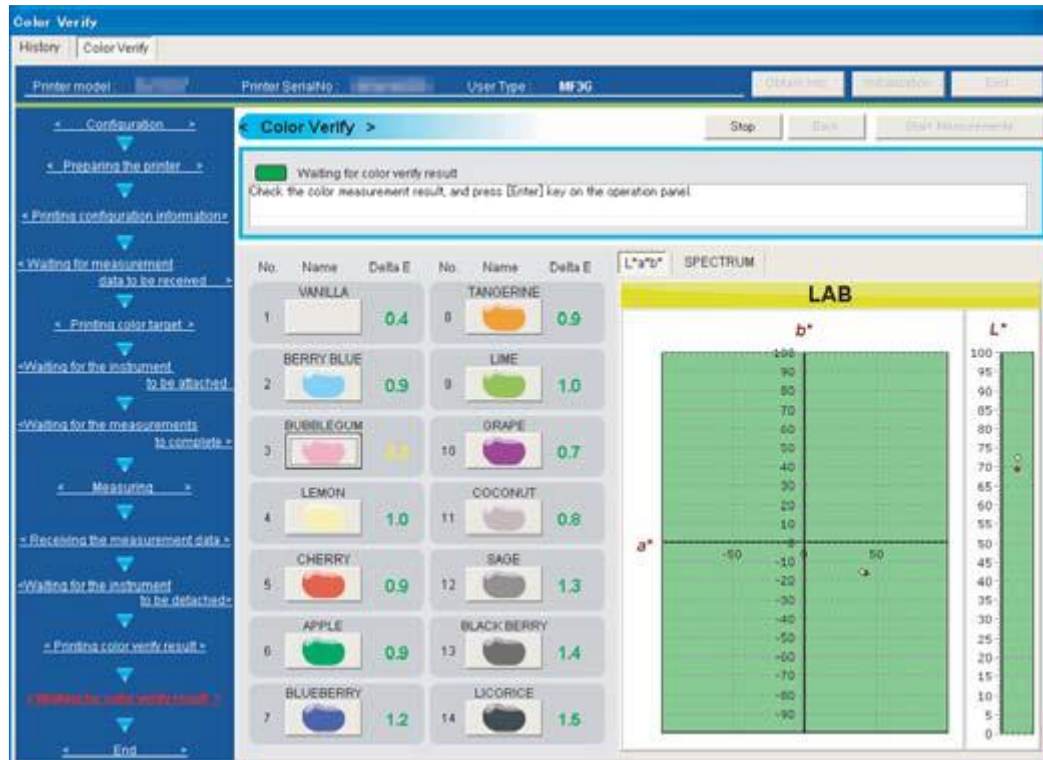 Color Verify
History Color Verify
Printer model : Printer SerialNo : User Type : MF3G
Obtain Info. Initialization End
< Configuration >
< Preparing the printer >
< Printing configuration information>
< Waiting for measurement
data to be received >
< Printing color target >
<Waiting for the instrument
to be attached.
<Waiting for the measurements
to complete >
< Measuring >
< Receiving the measurement data >
<Waiting for the instrument
to be detached>
< Printing color verify result >
< Waiting for color verify result >
< End >
< Color Verify >
Stop Back Start Measurements
Waiting for color verify result
Check the color measurement result, and press [Enter] key on the operation panel.
No. Name Delta E No. Name Delta E
VANILLA TANGERINE
1 0.4 8 0.9
BERRY BLUE LIME
2 0.9 9 1.0
BUBBLEGUM GRAPE
3 10 0.7
LEMON COCONUT
4 1.0 11 0.8
CHERRY SAGE
5 0.9 12 1.3
APPLE BLACK BERRY
6 0.9 13 1.4
BLUEBERRY LICORICE
7 1.2 14 1.5
L*a*b* SPECTRUM
LAB
b* L*
100
90
80
70
60
50
40
30
20
10
0
-10
-20
-30
-40
-50
-60
-70
-80
-90
a* -50 0 50
100
95
90
85
80
75
70
65
60
55
50
45
40
35
30
25
20
15
10
5
0